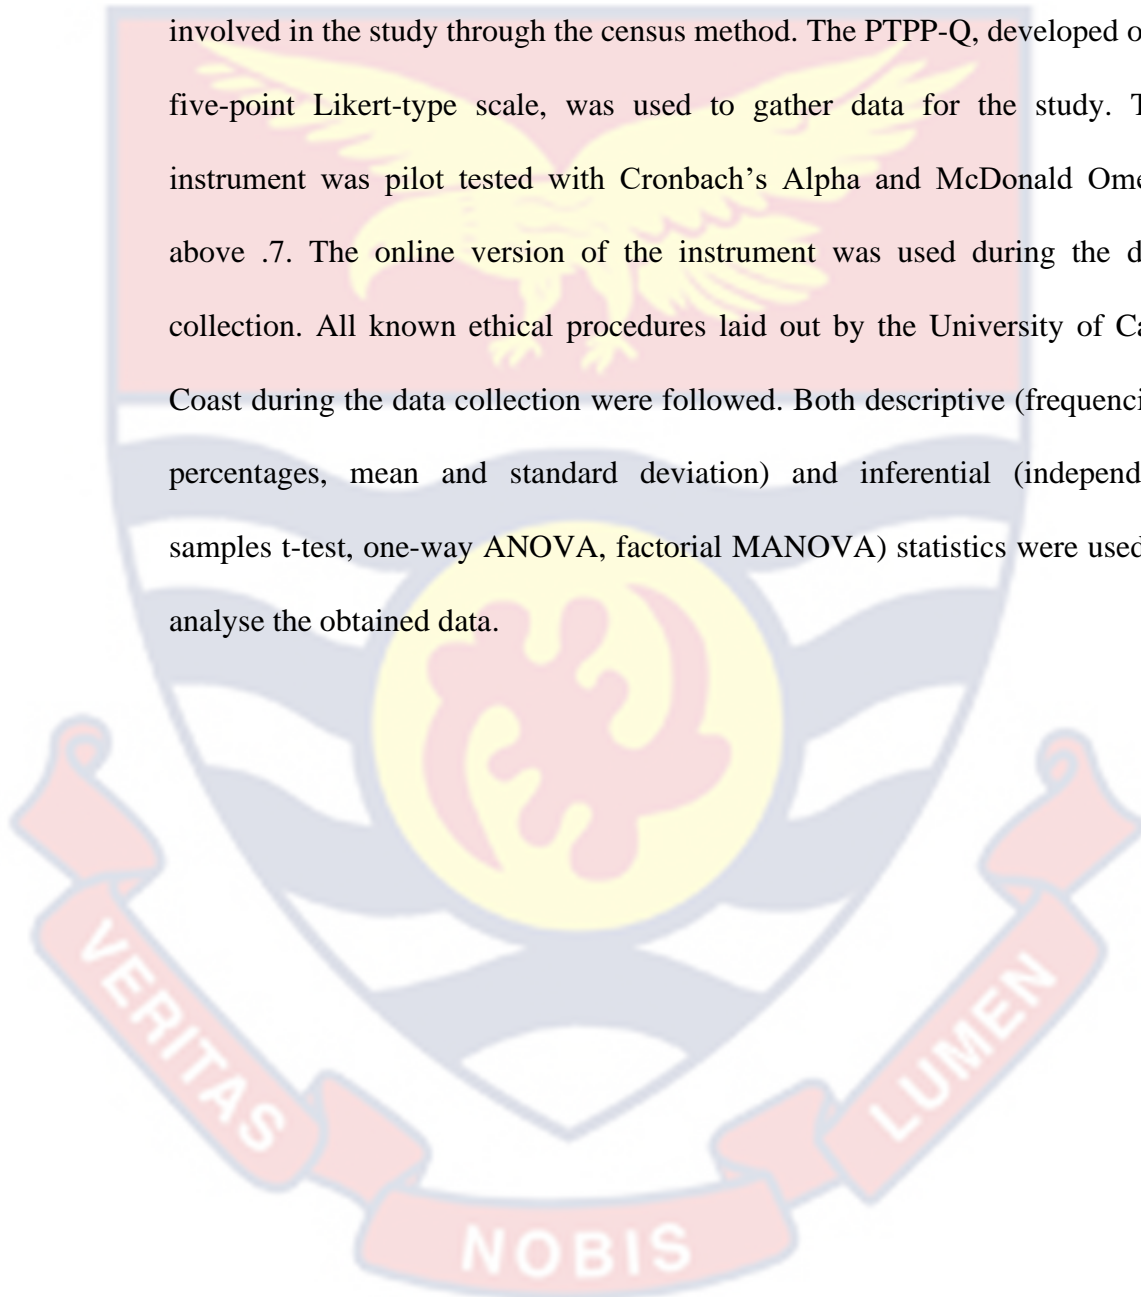 involved in the study through the census method. The PTPP-Q, developed o
five-point Likert-type scale, was used to gather data for the study. T
instrument was pilot tested with Cronbach’s Alpha and McDonald Ome
above .7. The online version of the instrument was used during the d
collection. All known ethical procedures laid out by the University of Ca
Coast during the data collection were followed. Both descriptive (frequenci
percentages, mean and standard deviation) and inferential (independ
samples t-test, one-way ANOVA, factorial MANOVA) statistics were used
analyse the obtained data.
VERITAS
NOBIS
LUMEN